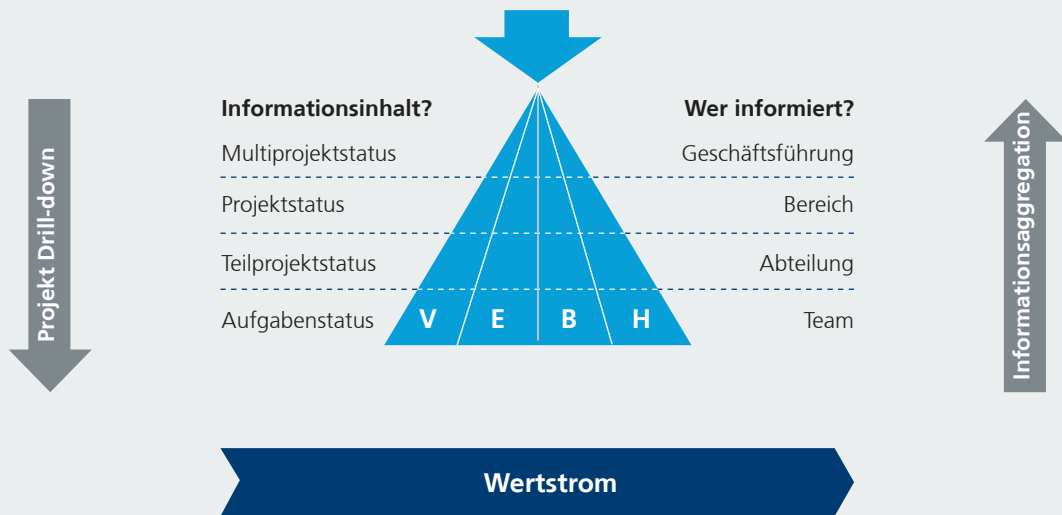 Informationsinhalt?
Wer informiert?
Multiprojektstatus
Geschäftsführung
Projektstatus
Bereich
Teilprojektstatus
Abteilung
Aufgabenstatus
V E B H
Team
Projekt Drill-down
Informationsaggregation
Wertstrom